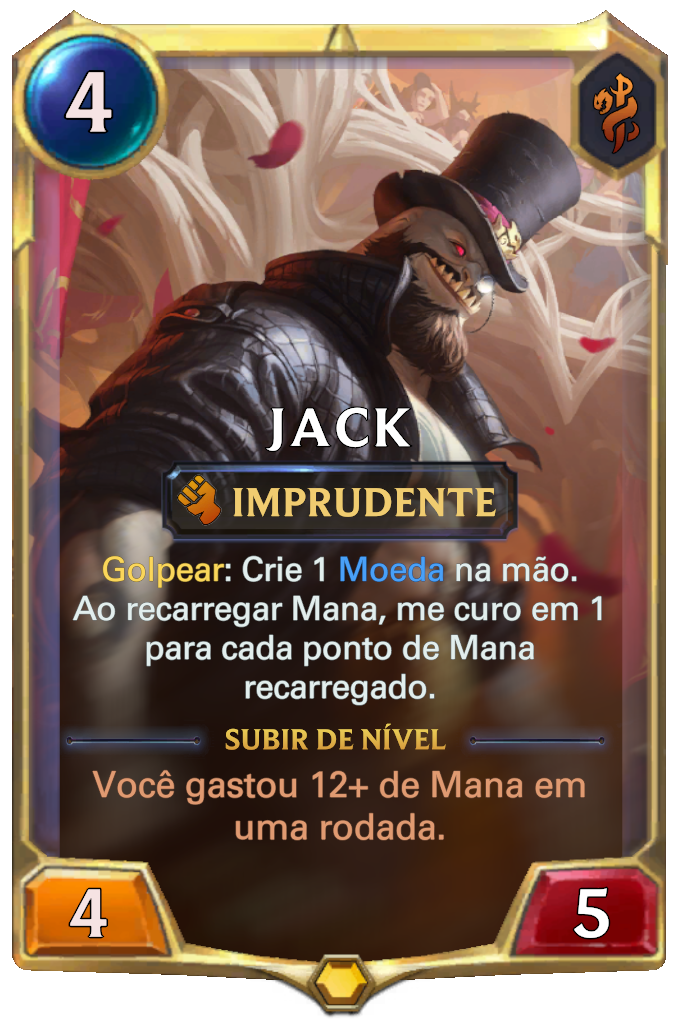 4
JACK
IMPRUDENTE
Golpear: Crie 1 Moeda na mão.
Ao recarregar Mana, me curo em 1
para cada ponto de Mana
recarregado.
SUBIR DE NÍVEL
Você gastou 12+ de Mana em
uma rodada.
4
5